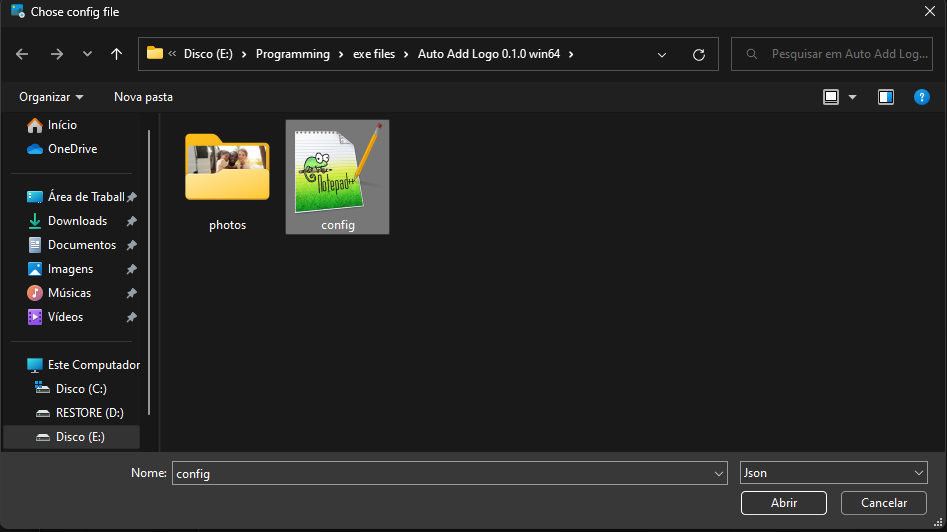 Chose config file
« Disco (E:) > Programming > exe files > Auto Add Logo 0.1.0 win64 >
Pesquisar em Auto Add Log...
Organizar
Nova pasta
?
Início
OneDrive
Área de Traball
Downloads
Documentos
Imagens
Músicas
Vídeos
Este Computador
Disco (C:)
RESTORE (D:)
Disco (E:)
Notepad++
photos
config
Nome:
config
Json
Abrir
Cancelar